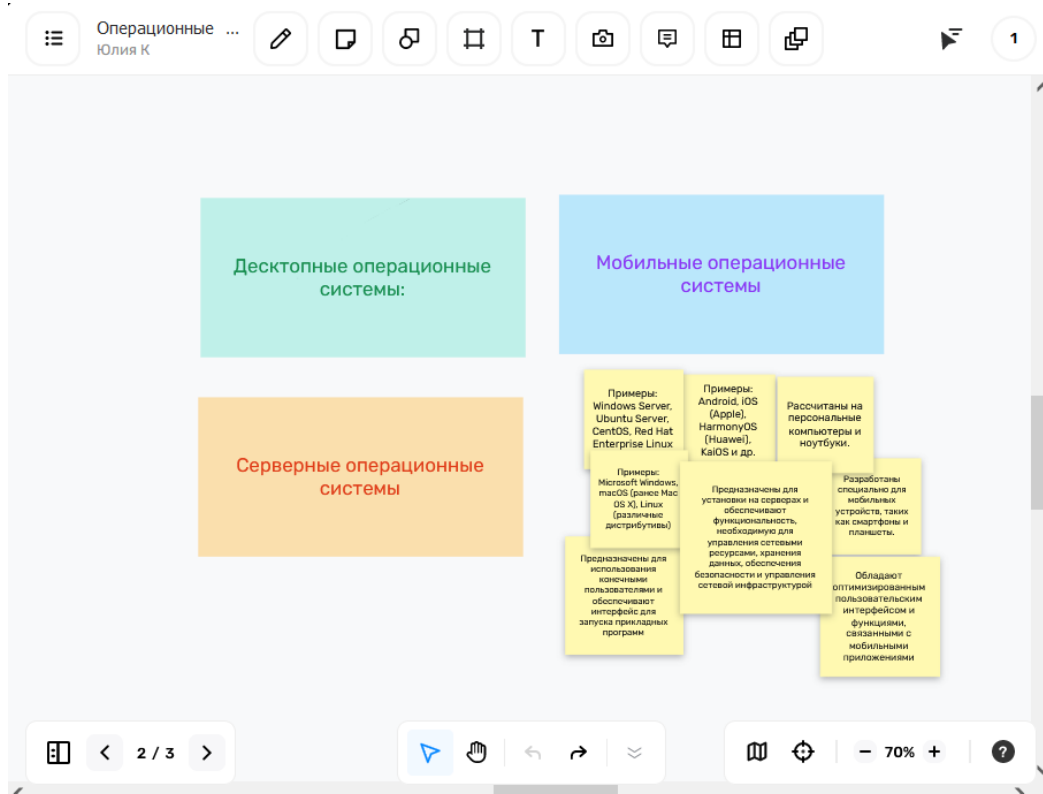 Операционные ...
Юлия К
T
1
Десктопные операционные
системы:
Мобильные операционные
системы
Серверные операционные
системы
Примеры:
Windows Server,
Ubuntu Server,
CentOS, Red Hat
Enterprise Linux
Примеры:
Android, iOS
(Apple),
HarmonyOS
(Huawei),
KaiOS и др.
Рассчитаны на
персональные
компьютеры и
ноутбуки.
Примеры:
Microsoft Windows,
macOS (ранее Mac
OS X), Linux
(различные
дистрибутивы)
Предназначены для
установки на серверах и
обеспечивают
функциональность,
необходимую для
управления сетевыми
ресурсами, хранения
данных, обеспечения
безопасности и управления
сетевой инфраструктурой
Разработаны
специально для
мобильных
устройств, таких
как смартфоны и
планшеты.
Предназначены для
использования
конечными
пользователями и
обеспечивают
интерфейс для
запуска прикладных
программ
Обладают
оптимизированным
пользовательским
интерфейсом и
функциями,
связанными с
мобильными
приложениями
2 / 3
70%
?